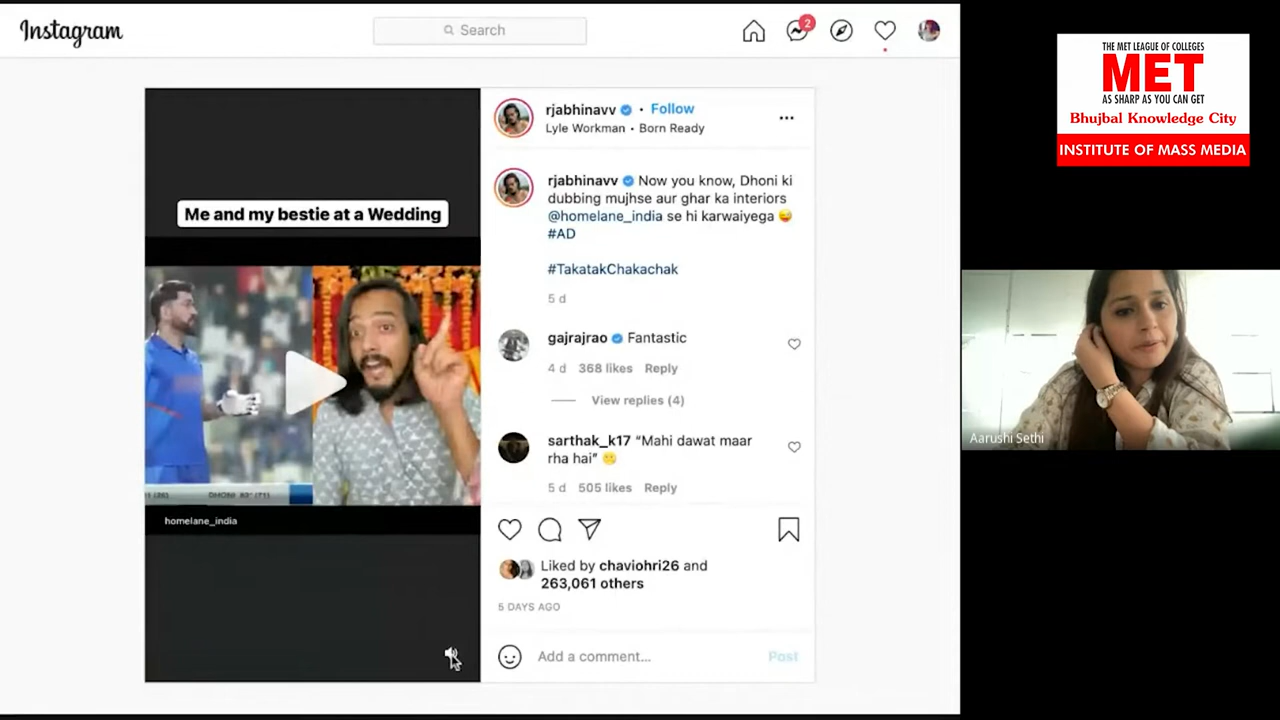 Instagram
Search
2
Me and my bestie at a Wedding
DHONI
homelane_india
rjabhinavv • Follow
Lyle Workman • Born Ready
rjabhinavv Now you know, Dhoni ki
dubbing mujhse aur ghar ka interiors
@homelane_india se hi karwaiyega
#AD
#TakatakChakachak
5 d
gajrajrao Fantastic
4 d 368 likes Reply
View replies (4)
sarthak_k17 “Mahi dawat maar
rha hai”
5 d 505 likes Reply
Liked by chaviohri26 and
263,061 others
5 DAYS AGO
Add a comment...
Post
THE MET LEAGUE OF COLLEGES
MET
AS SHARP AS YOU CAN GET
Bhujbal Knowledge City
INSTITUTE OF MASS MEDIA
Aarushi Sethi